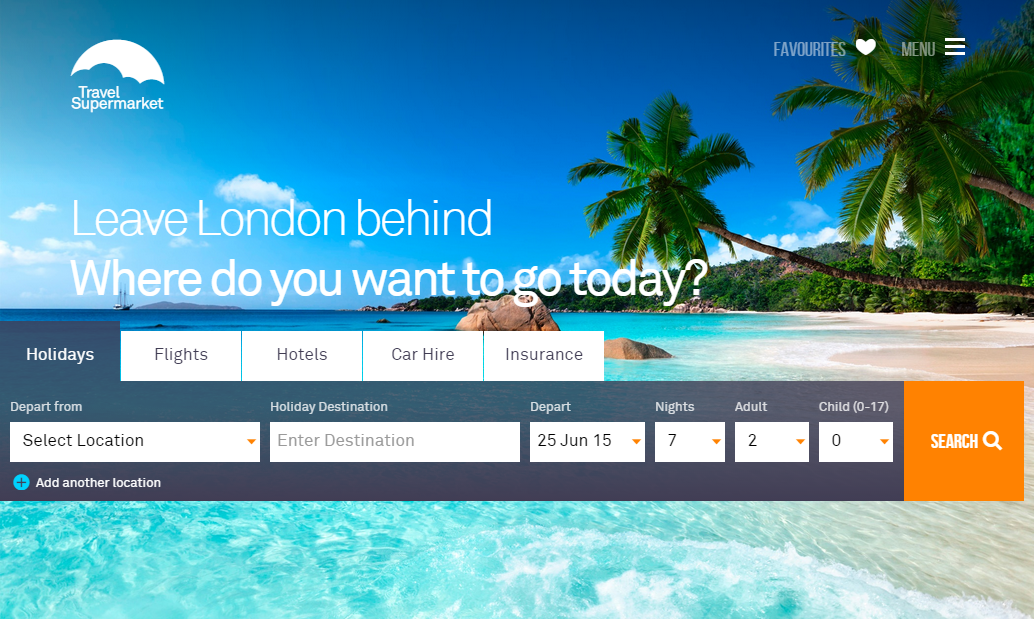 FAVOURITES MENU
Travel
Supermarket
Leave London behind
Where do you want to go today?
Holidays Flights Hotels Car Hire Insurance
Depart from Holiday Destination Depart Nights Adult Child (0-17)
Select Location Enter Destination 25 Jun 15 7 2 0
SEARCH
Add another location